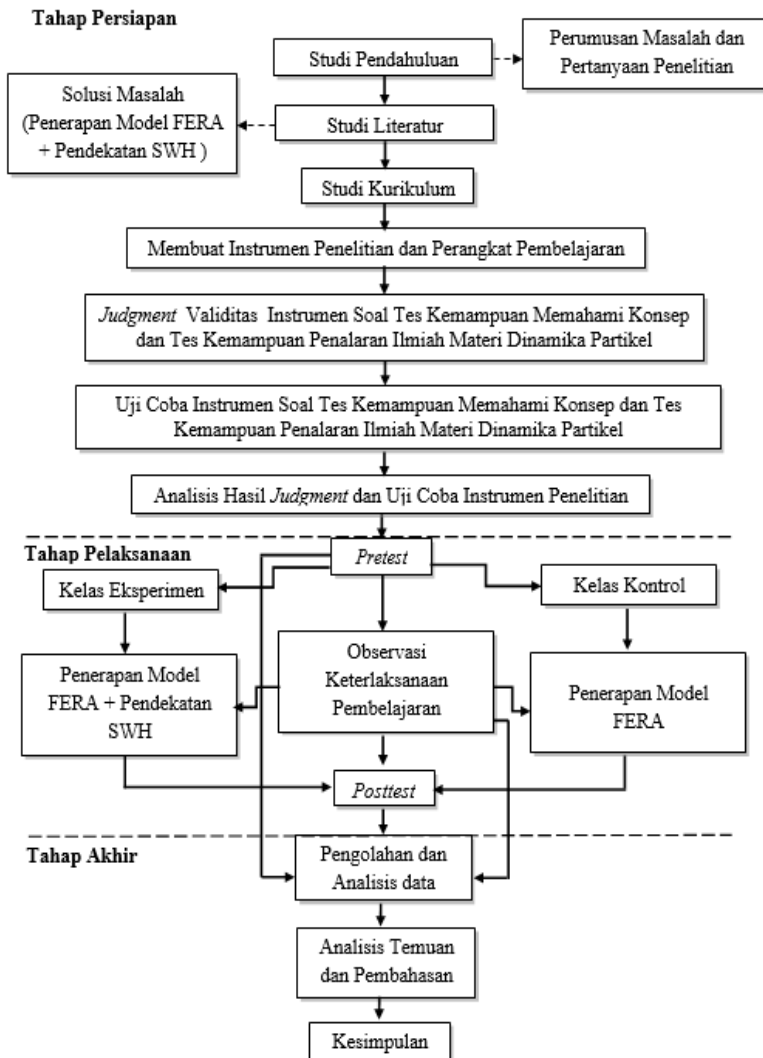 Tahap Persiapan
Studi Pendahuluan
Perumusan Masalah dan
Pertanyaan Penelitian
Solusi Masalah
(Penerapan Model FERA
+ Pendekatan SWH )
Studi Literatur
Studi Kurikulum
Membuat Instrumen Penelitian dan Perangkat Pembelajaran
Judgment Validitas Instrumen Soal Tes Kemampuan Memahami Konsep
dan Tes Kemampuan Penalaran Ilmiah Materi Dinamika Partikel
Uji Coba Instrumen Soal Tes Kemampuan Memahami Konsep dan Tes
Kemampuan Penalaran Ilmiah Materi Dinamika Partikel
Analisis Hasil Judgment dan Uji Coba Instrumen Penelitian
Tahap Pelaksanaan
Pretest
Kelas Eksperimen
Kelas Kontrol
Penerapan Model
FERA + Pendekatan
SWH
Observasi
Keterlaksanaan
Pembelajaran
Penerapan Model
FERA
Posttest
Tahap Akhir
Pengolahan dan
Analisis data
Analisis Temuan
dan Pembahasan
Kesimpulan